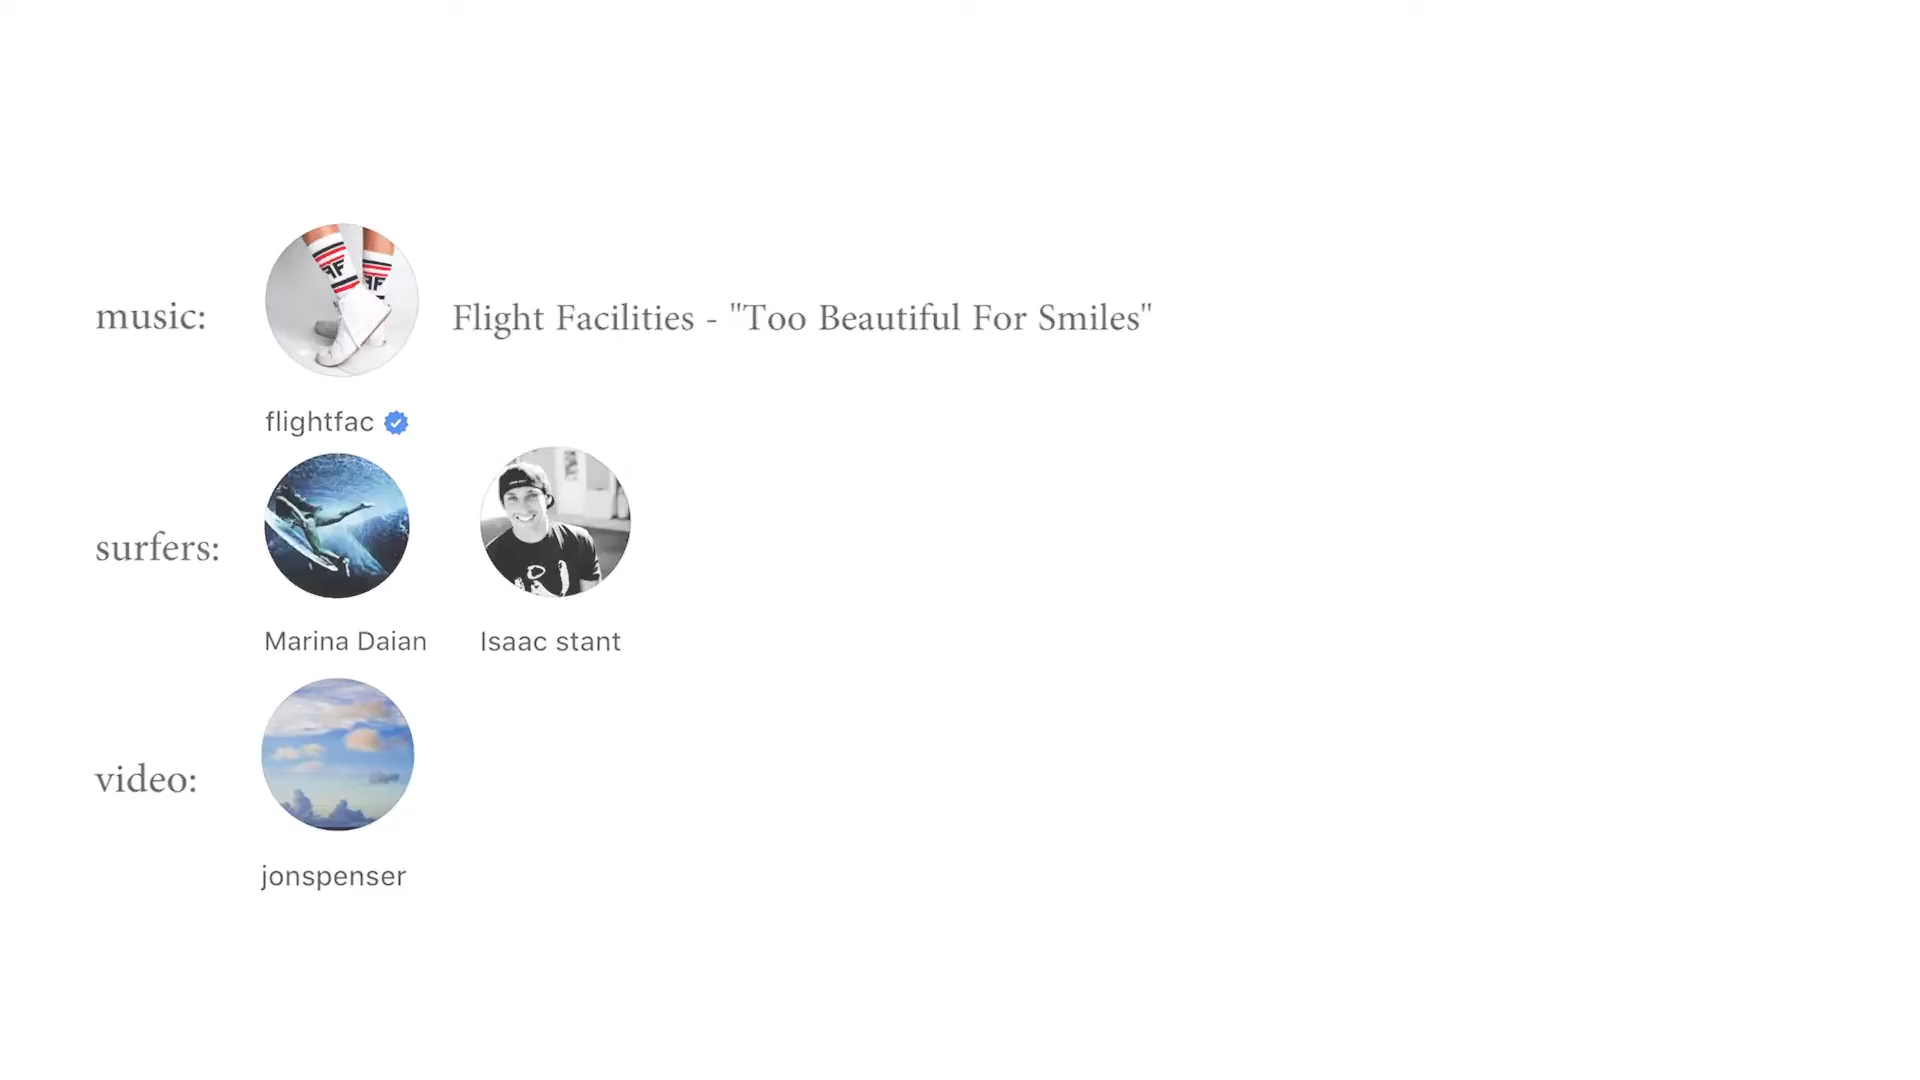 music:
Flight Facilities - "Too Beautiful For Smiles"
flightfac
surfers:
Marina Daian
Isaac stant
video:
jonspenser